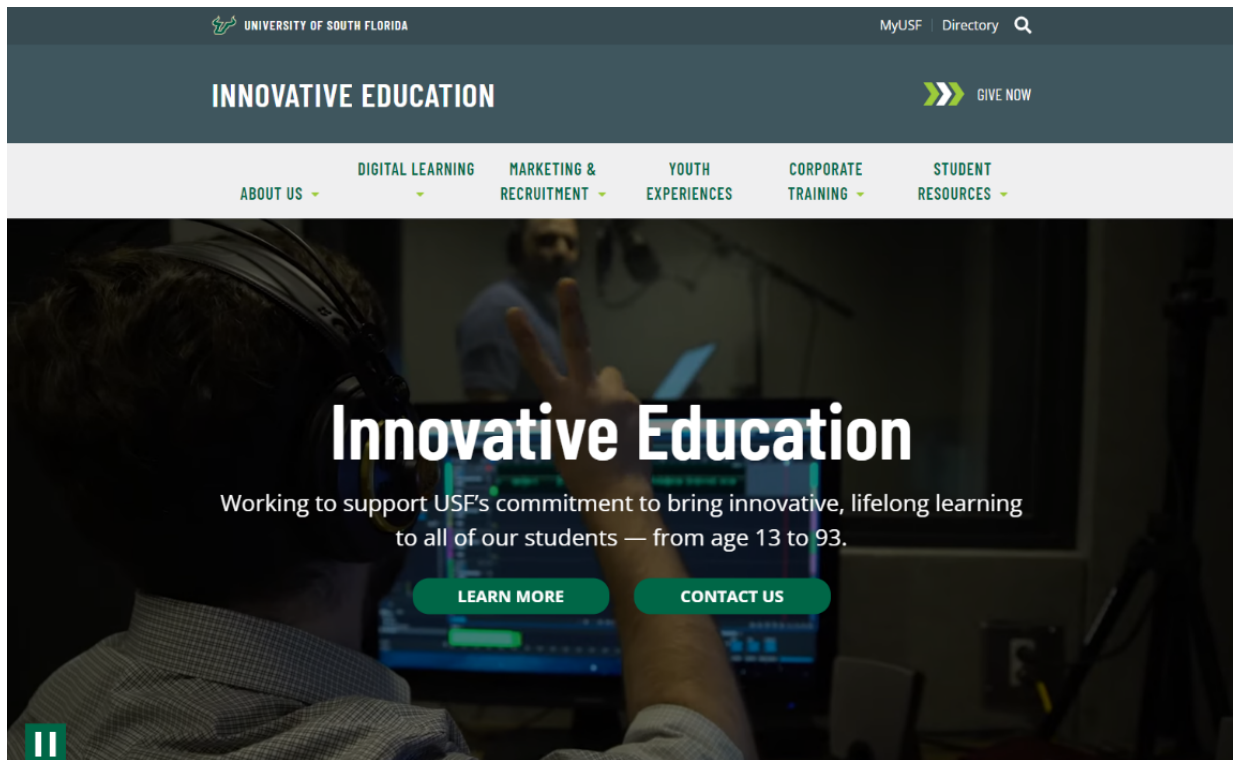 UNIVERSITY OF SOUTH FLORIDA
MyUSF
Directory
INNOVATIVE EDUCATION
GIVE NOW
ABOUT US
DIGITAL LEARNING
MARKETING &
RECRUITMENT
YOUTH
EXPERIENCES
CORPORATE
TRAINING
STUDENT
RESOURCES
Innovative Education
Working to support USF's commitment to bring innovative, lifelong learning
to all of our students — from age 13 to 93.
LEARN MORE
CONTACT US